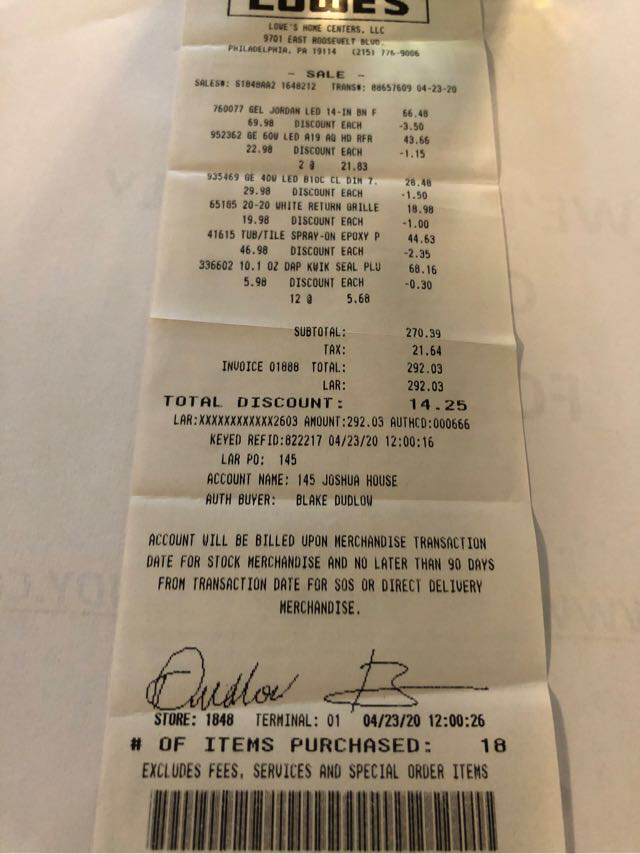 LOWE'S
LOWE'S HOME CENTERS, LLC
9701 EAST ROOSEVELT BLVD.
PHILADELPHIA, PA 19114 (215) 776-9006
- SALE -
SALES#: S1848AA2 1648212 TRANS#: 88657609 04-23-20
760077 GEL JORDAN LED 14-IN BN F 66.48
69.98 DISCOUNT EACH -3.50
952362 GE 60W LED A19 AQ HD RFR 43.66
22.98 DISCOUNT EACH -1.15
2 @ 21.83
935469 GE 40W LED B10C CL DIM 7. 28.48
29.98 DISCOUNT EACH -1.50
65185 20-20 WHITE RETURN GRILLE 18.98
19.98 DISCOUNT EACH -1.00
41615 TUB/TILE SPRAY-ON EPOXY P 44.63
46.98 DISCOUNT EACH -2.35
336602 10.1 OZ DAP KWIK SEAL PLU 68.16
5.98 DISCOUNT EACH -0.30
12 @ 5.68
SUBTOTAL: 270.39
TAX: 21.64
INVOICE 01888 TOTAL: 292.03
LAR: 292.03
TOTAL DISCOUNT: 14.25
LAR:XXXXXXXXXXXX2603 AMOUNT:292.03 AUTHCD:000666
KEYED REFID:822217 04/23/20 12:00:16
LAR PO: 145
ACCOUNT NAME: 145 JOSHUA HOUSE
AUTH BUYER: BLAKE DUDLOW
ACCOUNT WILL BE BILLED UPON MERCHANDISE TRANSACTION
DATE FOR STOCK MERCHANDISE AND NO LATER THAN 90 DAYS
FROM TRANSACTION DATE FOR SOS OR DIRECT DELIVERY
MERCHANDISE.
Dudlow B
STORE: 1848 TERMINAL: 01 04/23/20 12:00:26
# OF ITEMS PURCHASED: 18
EXCLUDES FEES, SERVICES AND SPECIAL ORDER ITEMS